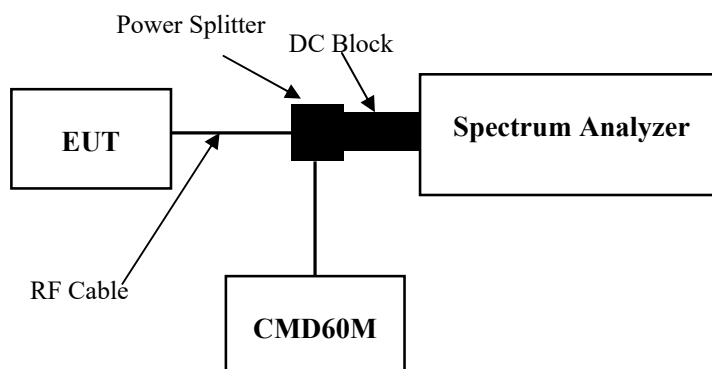 Power Splitter
DC Block
EUT
Spectrum Analyzer
RF Cable
CMD60M